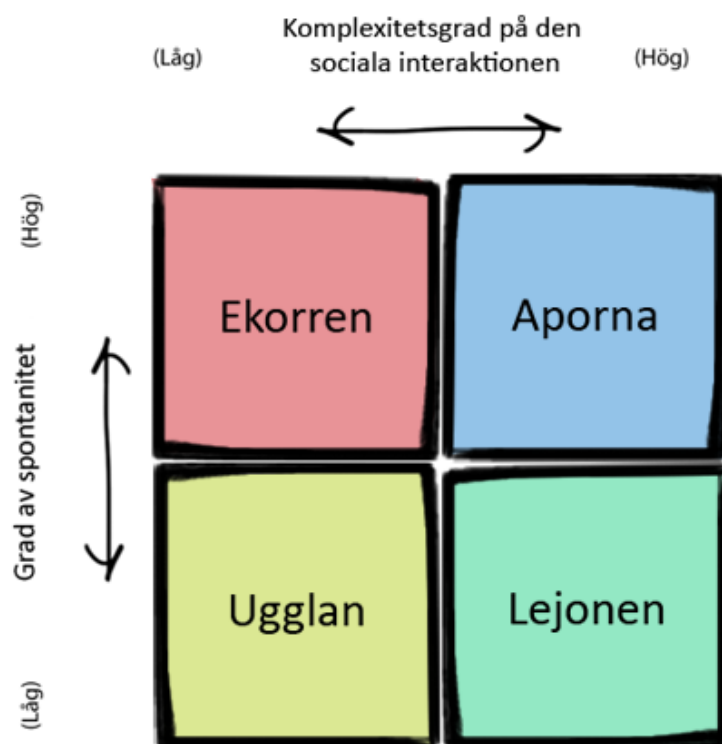 Komplexitetsgrad på den
(Låg)
sociala interaktionen
(Hög)
(Hög)
Ekorren
Aporna
Grad av spontanitet
Ugglan
Lejonen
(Låg)